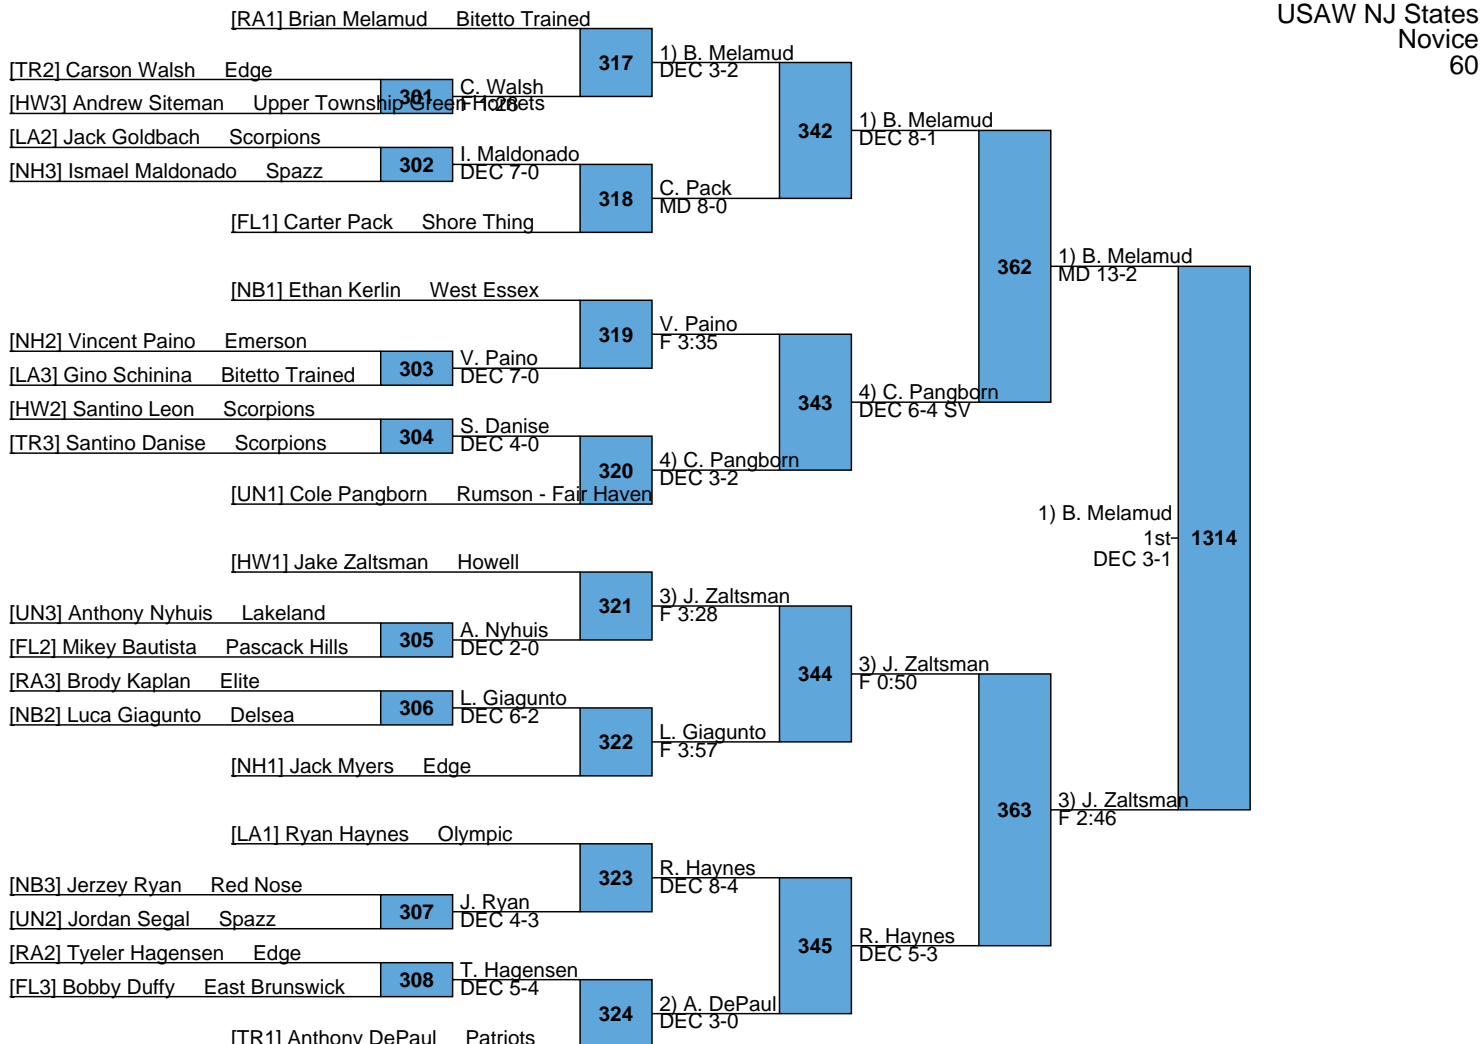 USAW NJ States
Novice
60
[RA1] Brian Melamud Bitetto Trained
317
1) B. Melamud
DEC 3-2
[TR2] Carson Walsh Edge
301
C. Walsh
F 1:28
[HW3] Andrew Siteman Upper Township Green Hornets
342
1) B. Melamud
DEC 8-1
[LA2] Jack Goldbach Scorpions
302
I. Maldonado
DEC 7-0
[NH3] Ismael Maldonado Spazz
318
C. Pack
MD 8-0
[FL1] Carter Pack Shore Thing
362
1) B. Melamud
MD 13-2
[NB1] Ethan Kerlin West Essex
319
V. Paino
F 3:35
[NH2] Vincent Paino Emerson
303
V. Paino
DEC 7-0
[LA3] Gino Schinina Bitetto Trained
343
4) C. Pangborn
DEC 6-4 SV
[HW2] Santino Leon Scorpions
304
S. Danise
DEC 4-0
[TR3] Santino Danise Scorpions
320
4) C. Pangborn
DEC 3-2
[UN1] Cole Pangborn Rumson - Fair Haven
1) B. Melamud
1st
DEC 3-1
1314
[HW1] Jake Zaltsman Howell
321
3) J. Zaltsman
F 3:28
[UN3] Anthony Nyhuis Lakeland
305
A. Nyhuis
DEC 2-0
[FL2] Mikey Bautista Pascack Hills
344
3) J. Zaltsman
F 0:50
[RA3] Brody Kaplan Elite
306
L. Giagunto
DEC 6-2
[NB2] Luca Giagunto Delsea
322
L. Giagunto
F 3:57
[NH1] Jack Myers Edge
363
3) J. Zaltsman
F 2:46
[LA1] Ryan Haynes Olympic
323
R. Haynes
DEC 8-4
[NB3] Jerzey Ryan Red Nose
307
J. Ryan
DEC 4-3
[UN2] Jordan Segal Spazz
345
R. Haynes
DEC 5-3
[RA2] Tyeler Hagensen Edge
308
T. Hagensen
DEC 5-4
[FL3] Bobby Duffy East Brunswick
324
2) A. DePaul
DEC 3-0
[TR1] Anthony DePaul Patriots